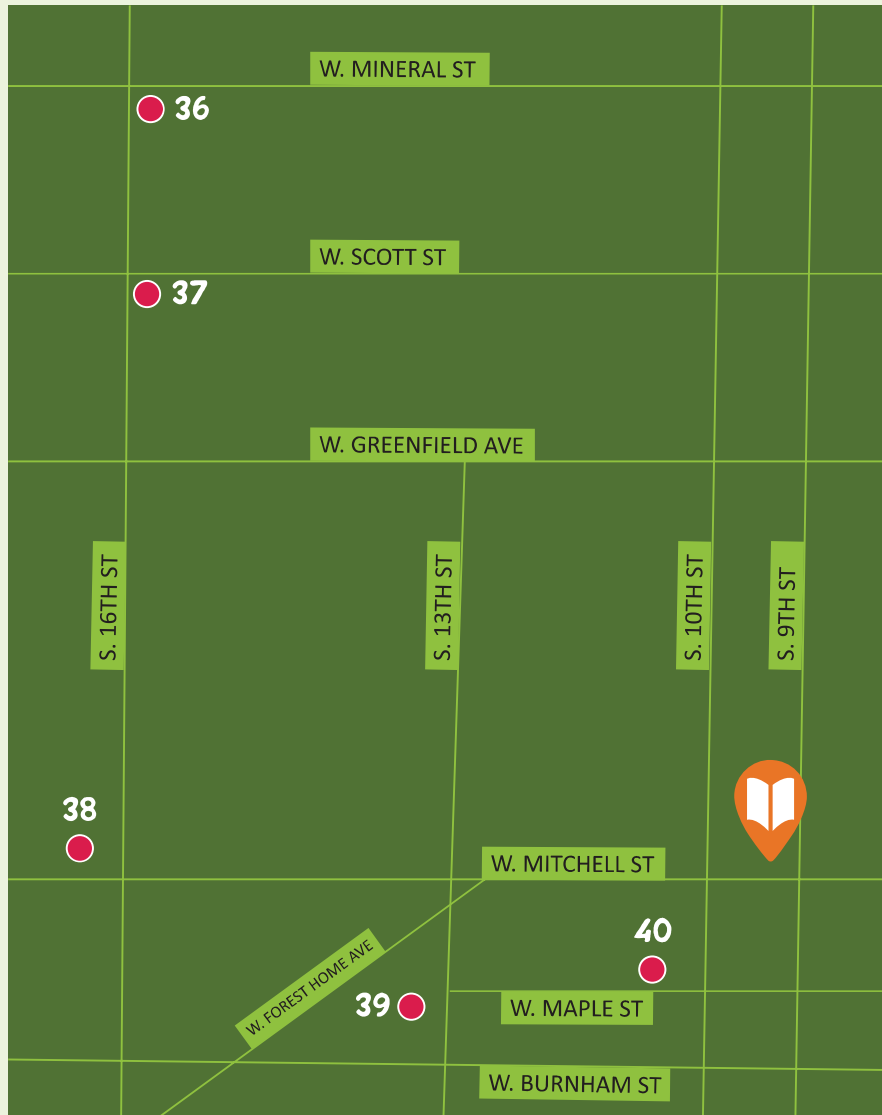 W. MINERAL ST
36
W. SCOTT ST
37
W. GREENFIELD AVE
S. 16TH ST
S. 13TH ST
S. 10TH ST
S. 9TH ST
38
W. MITCHELL ST
40
W. FOREST HOME AVE
39
W. MAPLE ST
W. BURNHAM ST